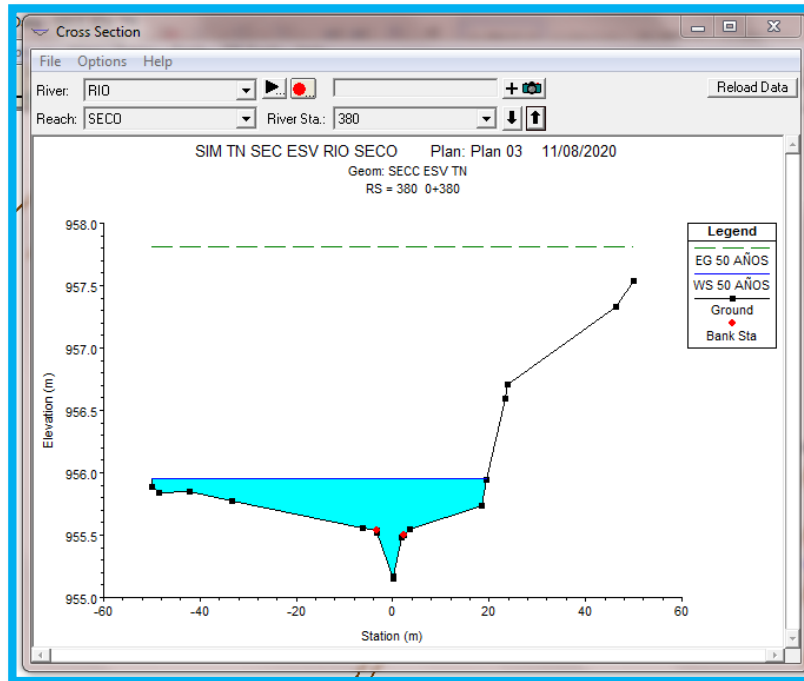 Cross Section
File Options Help
River: RIO
Reload Data
Reach: SECO River Sta.: 380
SIM TN SEC ESV RIO SECO Plan: Plan 03 11/08/2020
Geom: SECC ESV TN
RS = 380 0+380
958.0
957.5
957.0
956.5
956.0
955.5
955.0
Elevation (m)
-60 -40 -20 0 20 40 60
Station (m)
Legend
EG 50 AÑOS
WS 50 AÑOS
Ground
Bank Sta